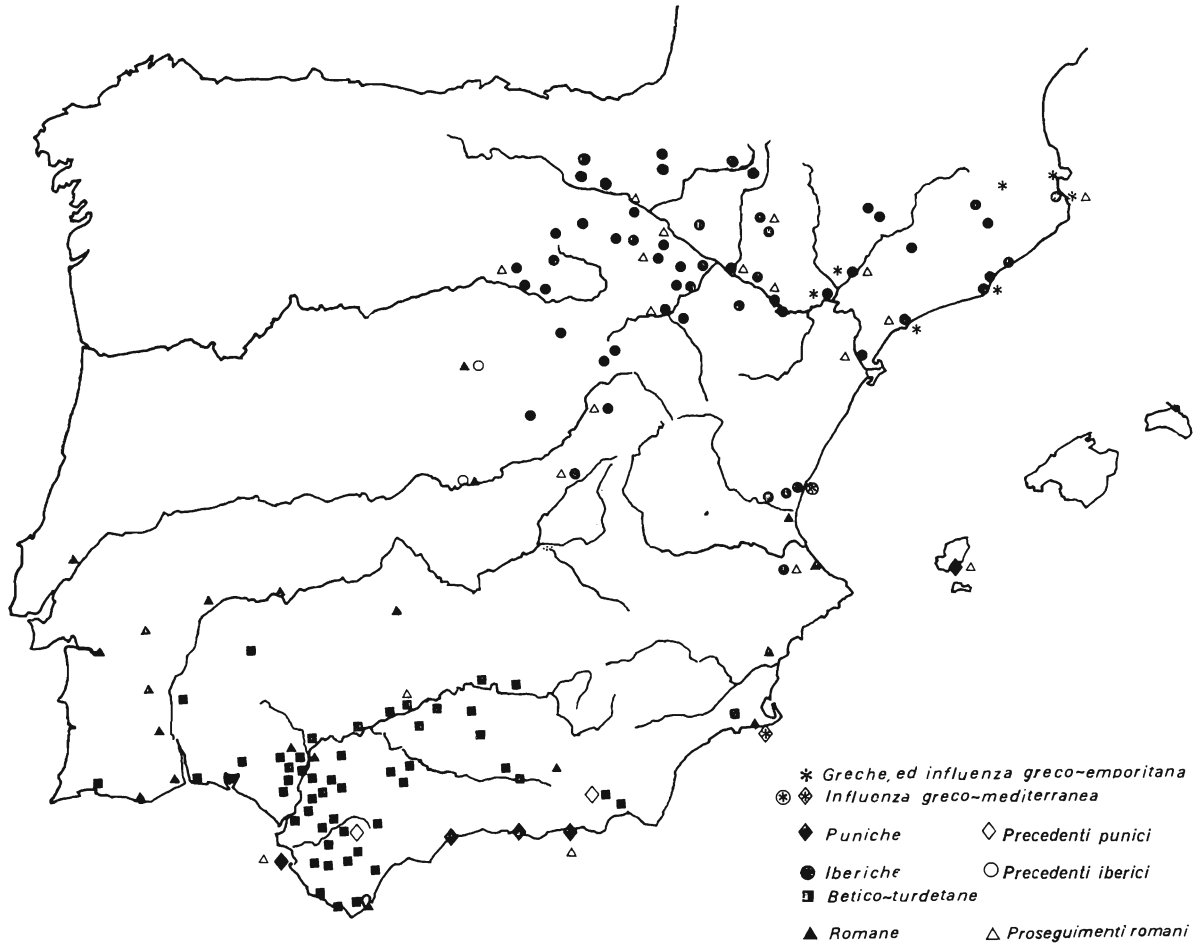 Greche, ed influenza greco~emporitana
Influenza greco~mediterranea
Puniche
Precedenti punici
Iberiche
Precedenti iberici
Betico~turdetane
Romane
Proseguimenti romani